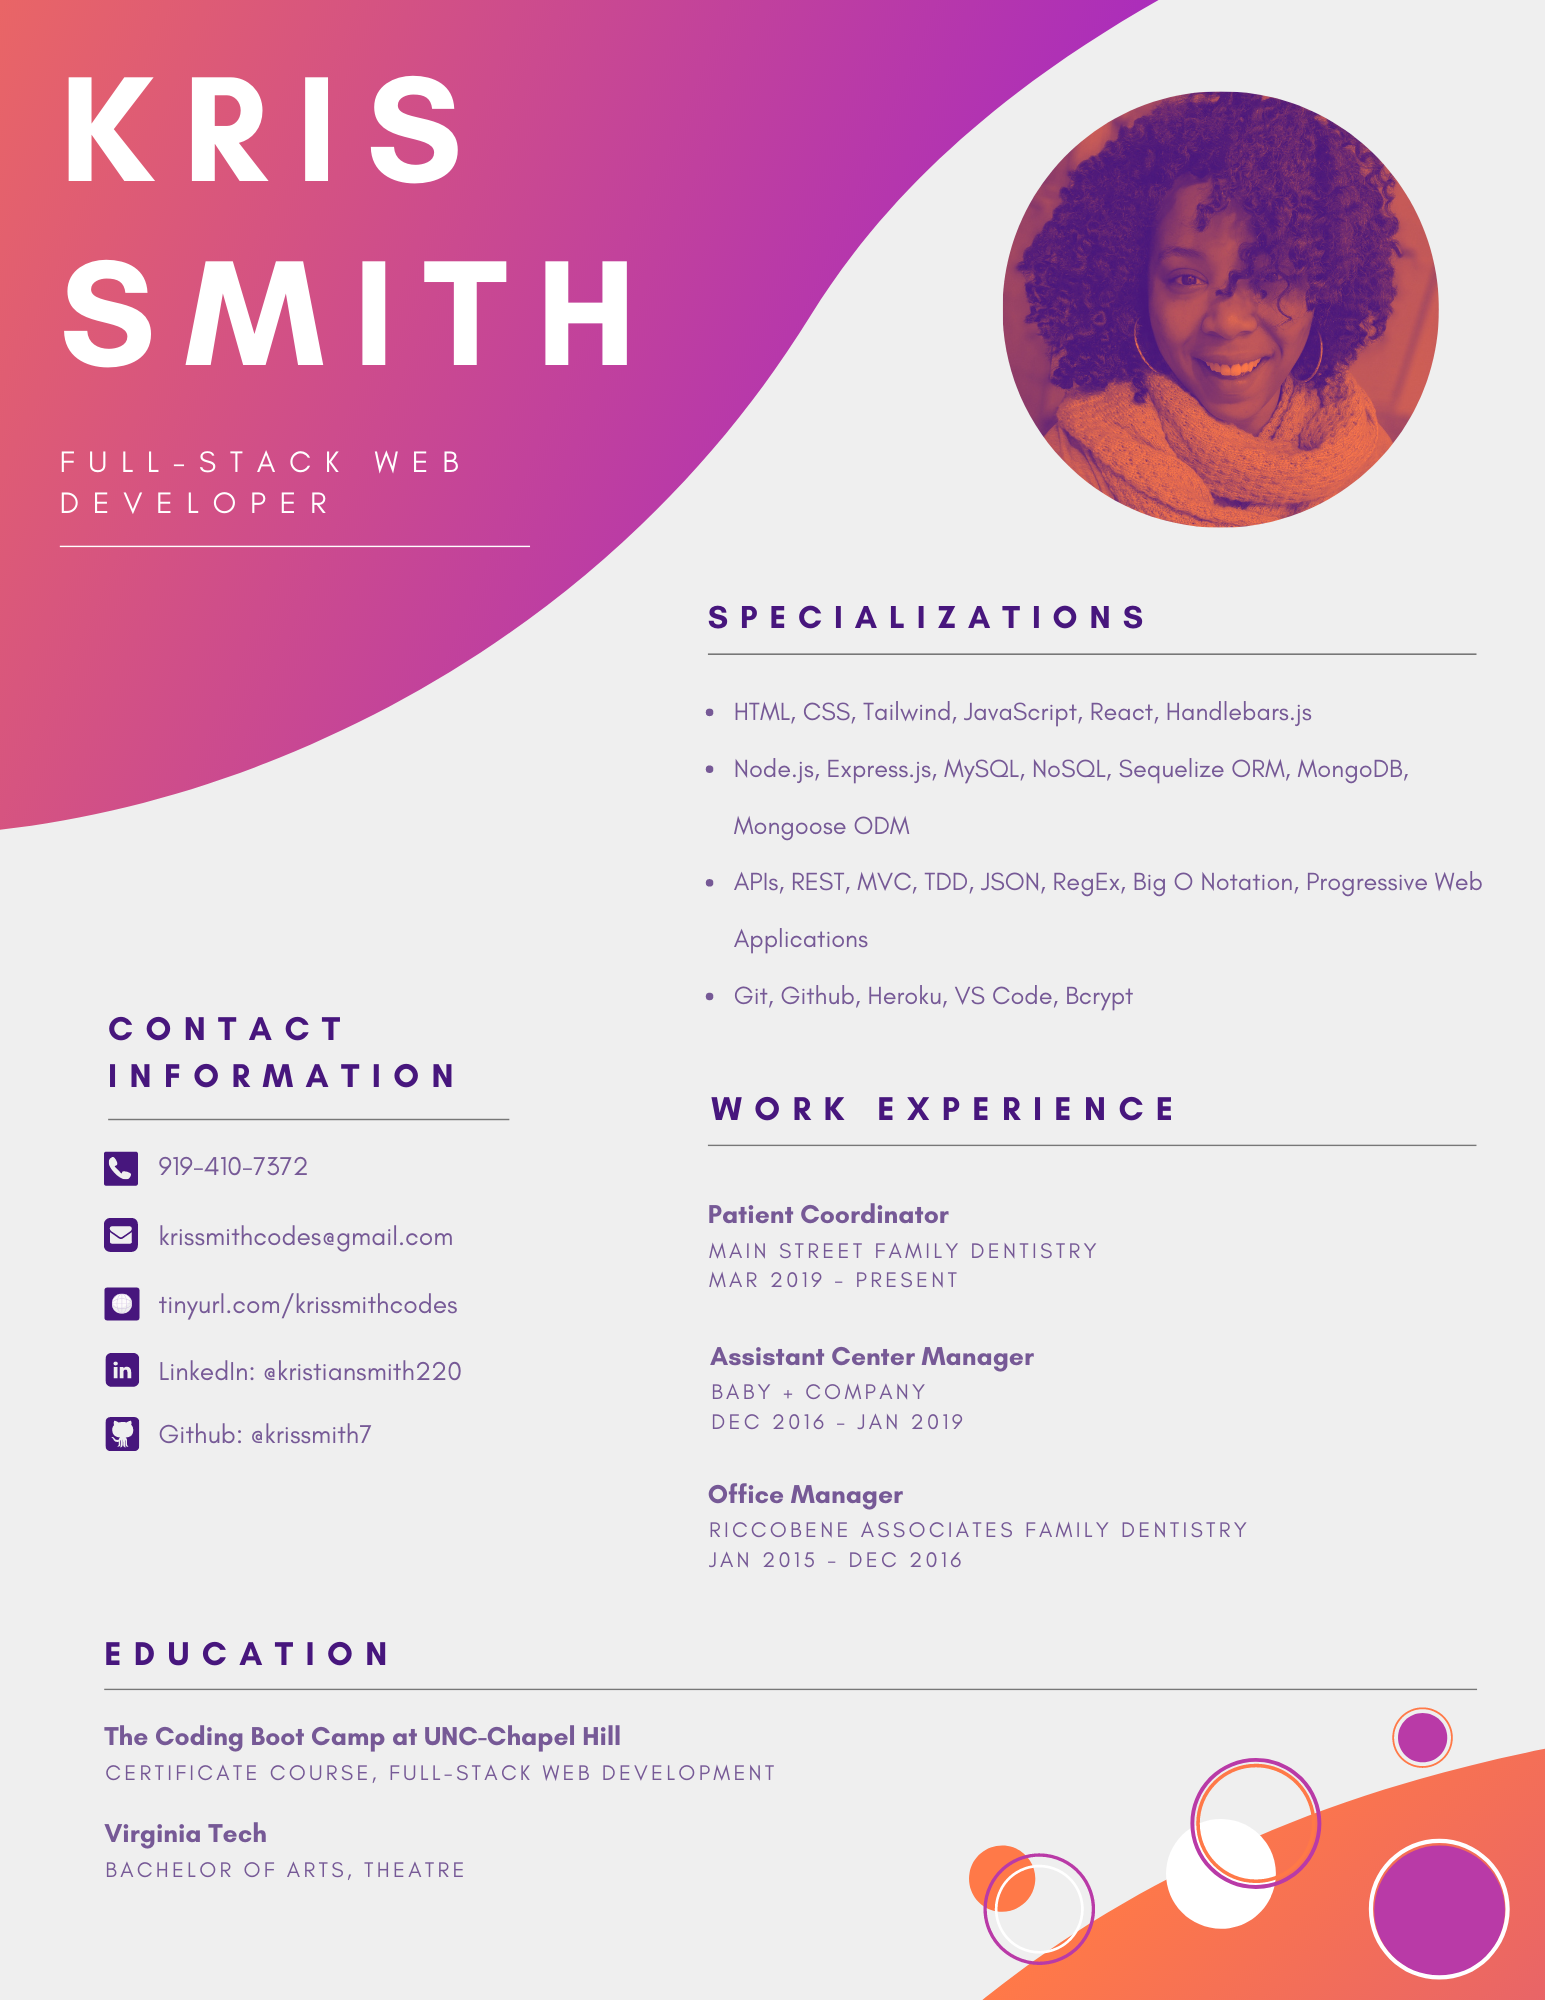 KRIS
SMITH
FULL-STACK WEB
DEVELOPER
SPECIALIZATIONS
• HTML, CSS, Tailwind, JavaScript, React, Handlebars.js
• Node.js, Express.js, MySQL, NoSQL, Sequelize ORM, MongoDB,
Mongoose ODM
• APIs, REST, MVC, TDD, JSON, RegEx, Big O Notation, Progressive Web
Applications
• Git, Github, Heroku, VS Code, Bcrypt
CONTACT
INFORMATION
919-410-7372
krissmithcodes@gmail.com
tinyurl.com/krissmithcodes
in LinkedIn: @kristiansmith220
Github: @krissmith7
WORK EXPERIENCE
Patient Coordinator
MAIN STREET FAMILY DENTISTRY
MAR 2019 - PRESENT
Assistant Center Manager
BABY + COMPANY
DEC 2016 - JAN 2019
Office Manager
RICCOBENE ASSOCIATES FAMILY DENTISTRY
JAN 2015 - DEC 2016
EDUCATION
The Coding Boot Camp at UNC-Chapel Hill
CERTIFICATE COURSE, FULL-STACK WEB DEVELOPMENT
Virginia Tech
BACHELOR OF ARTS, THEATRE